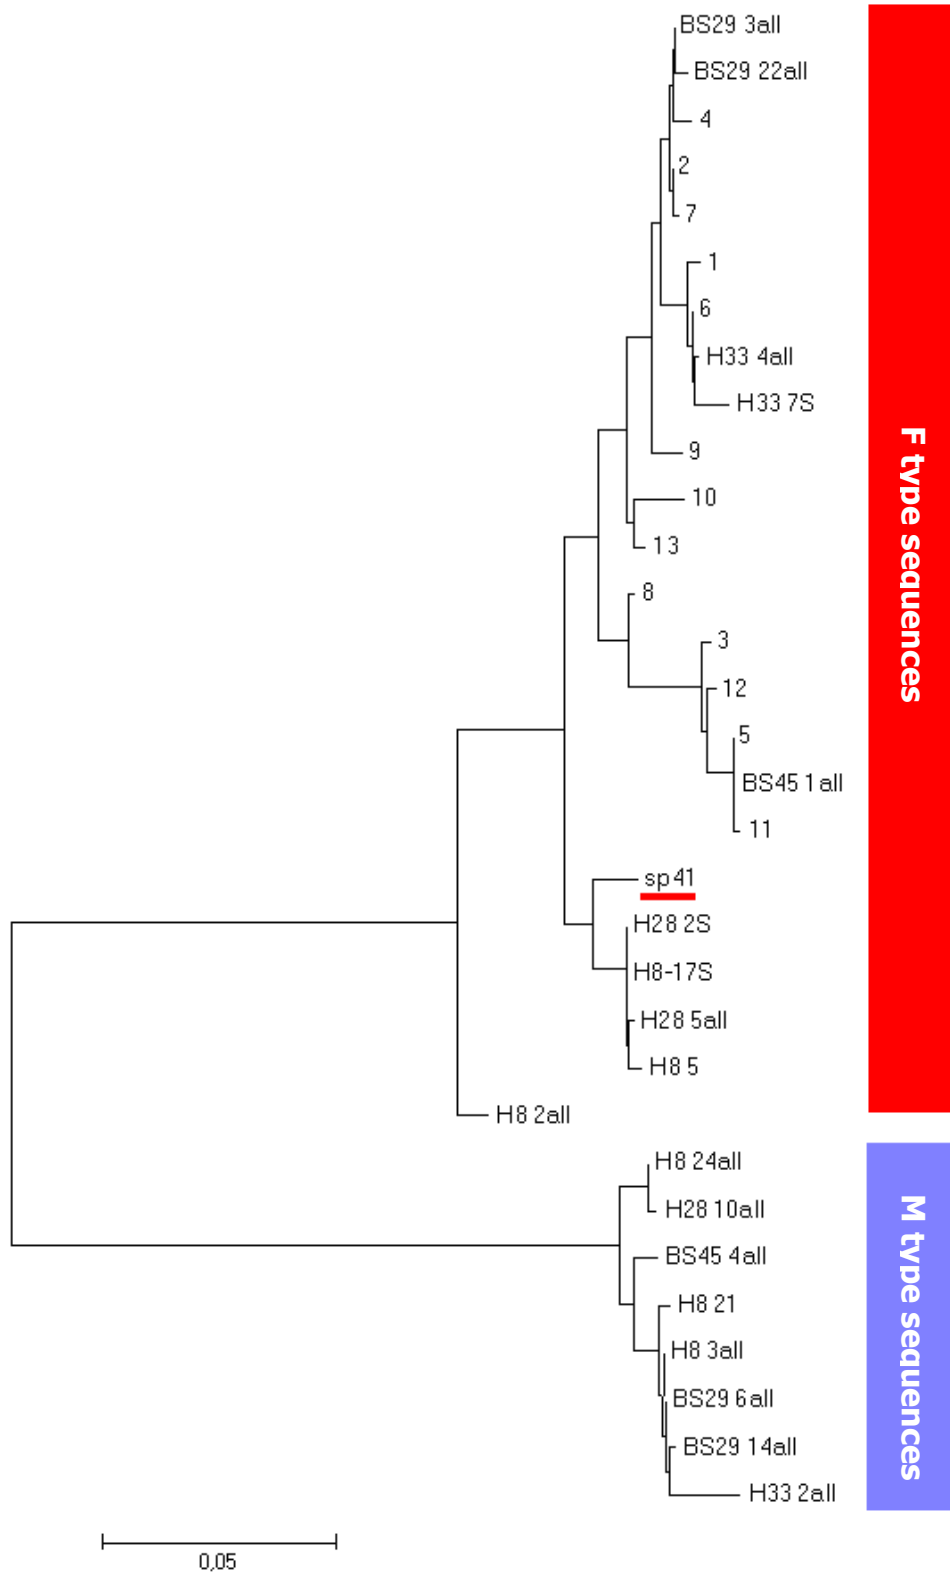 BS29 3all
BS29 22all
4
2
7
1
6
H33 4all
H33 7S
9
10
13
8
3
12
5
BS45 1all
11
sp41
H28 2S
H8-17S
H28 5all
H8 5
H8 2all
F type sequences
H8 24all
H28 10all
BS45 4all
H8 21
H8 3all
BS29 6all
BS29 14all
H33 2all
M type sequences
0,05